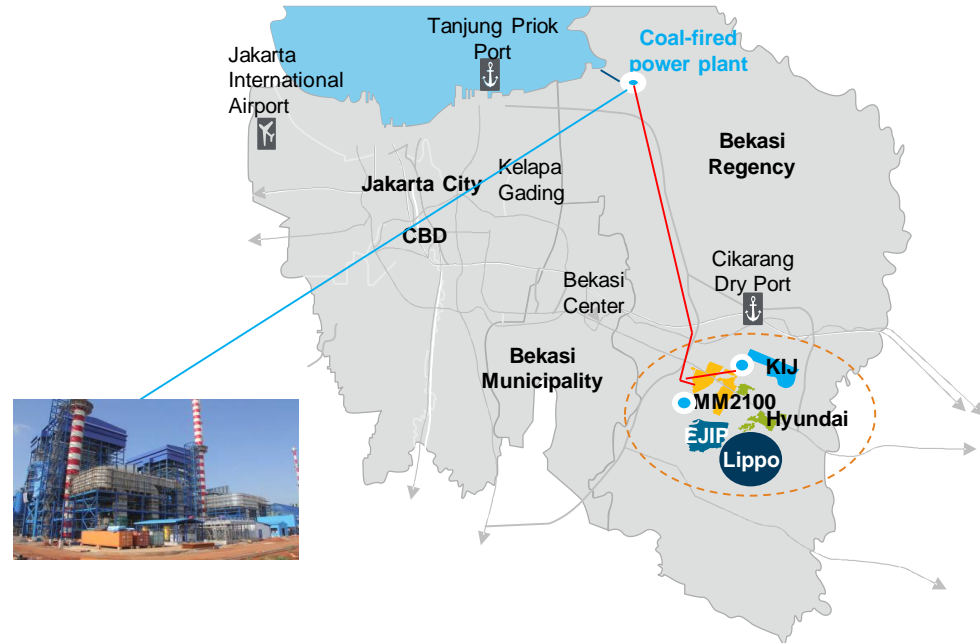 Tanjung Priok
Port
Coal-fired
power plant
Jakarta
International
Airport
Bekasi
Regency
Kelapa
Gading
Jakarta City
CBD
Cikarang
Dry Port
Bekasi
Center
Bekasi
Municipality
KIJ
MM2100
Hyundai
EJIP
Lippo